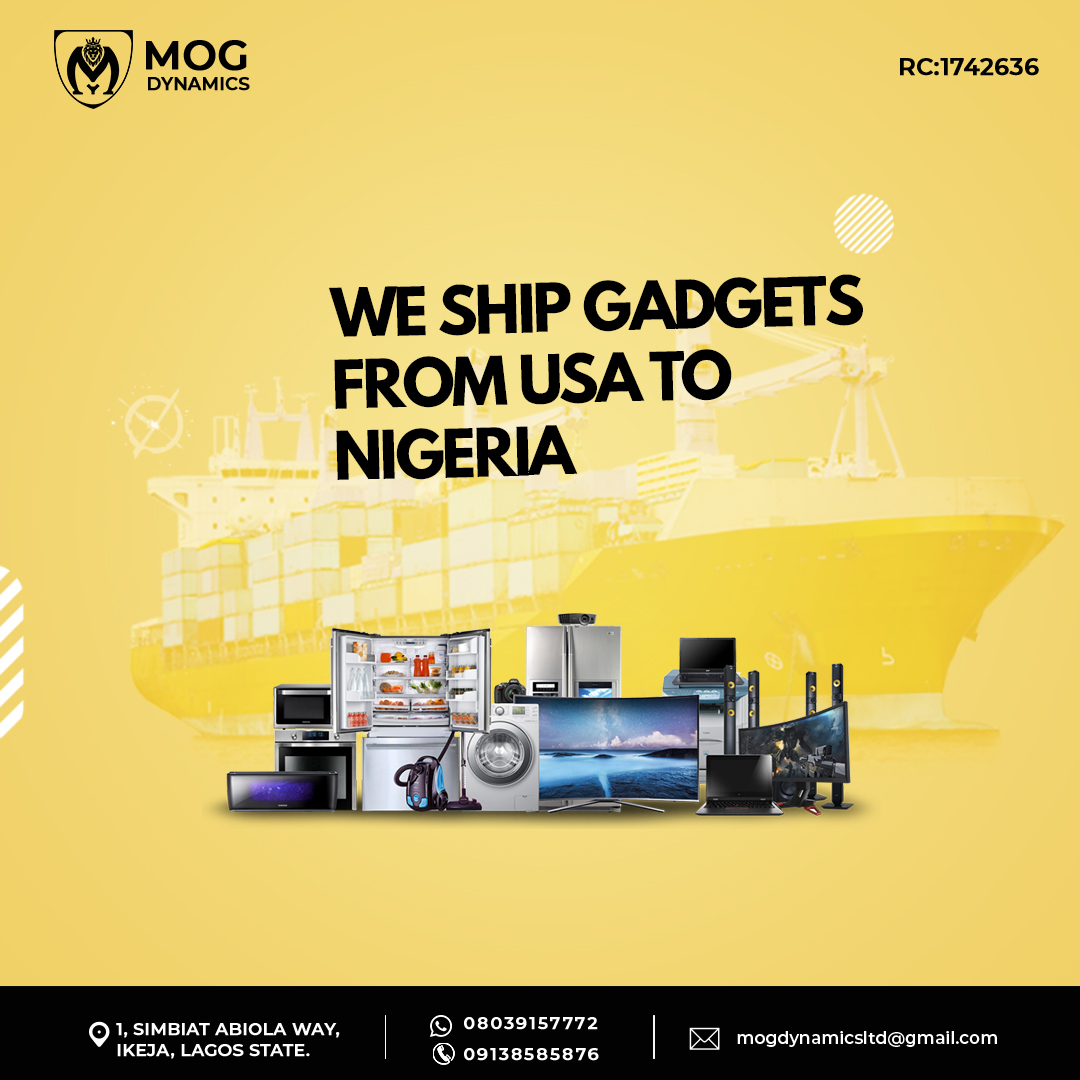 MOG
DYNAMICS
RC:1742636
WE SHIP GADGETS
FROM USA TO
NIGERIA
1, SIMBIAT ABIOLA WAY,
IKEJA, LAGOS STATE.
08039157772
09138585876
mogdynamicsltd@gmail.com